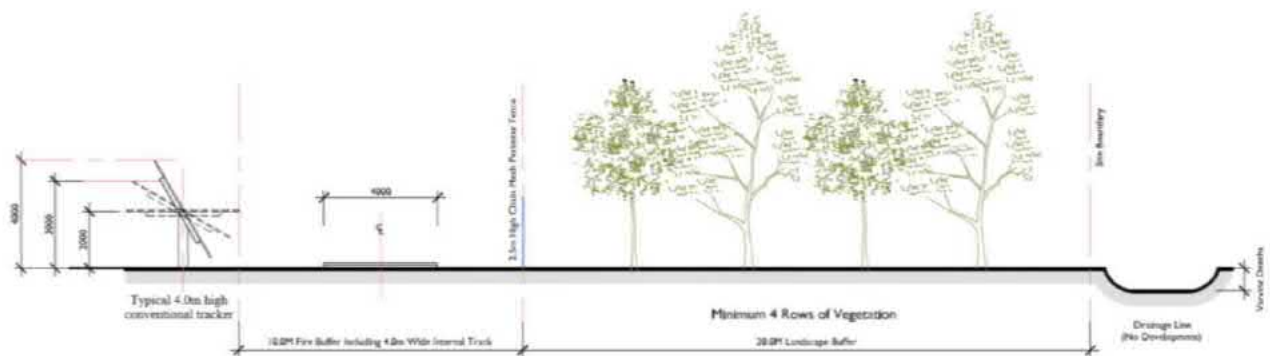 4000
3000
2000
4000
2.5m High Chain Mesh Perimeter Fence
Site Boundary
Typical 4.0m high
conventional tracker
10.0M Fire Buffer Including 4.0m Wide Internal Track
Minimum 4 Rows of Vegetation
20.0M Landscape Buffer
Drainage Line
(No Development)